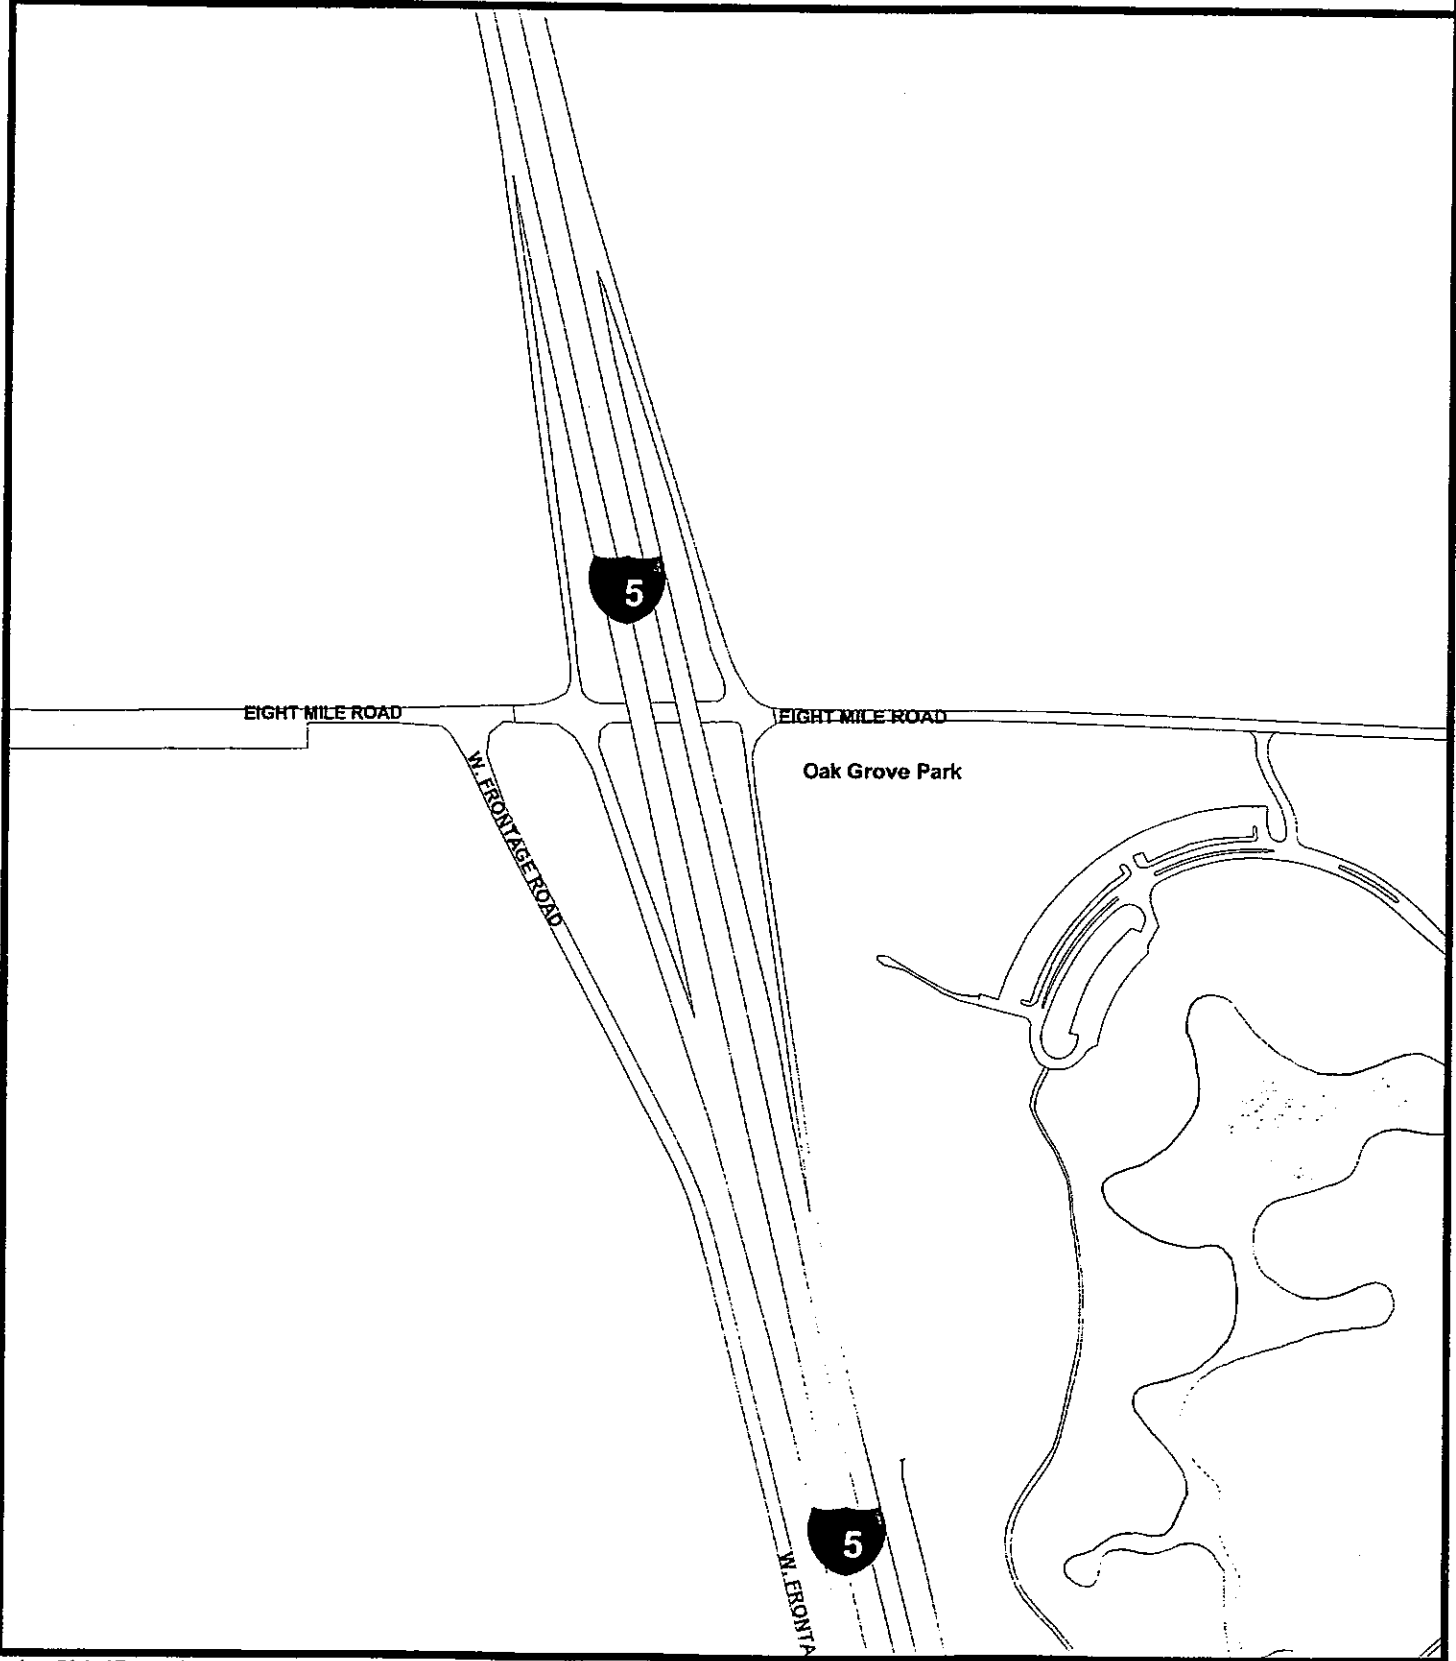 5
EIGHT MILE ROAD
EIGHT MILE ROAD
Oak Grove Park
W. FRONTAGE ROAD
5
W. FRONTA